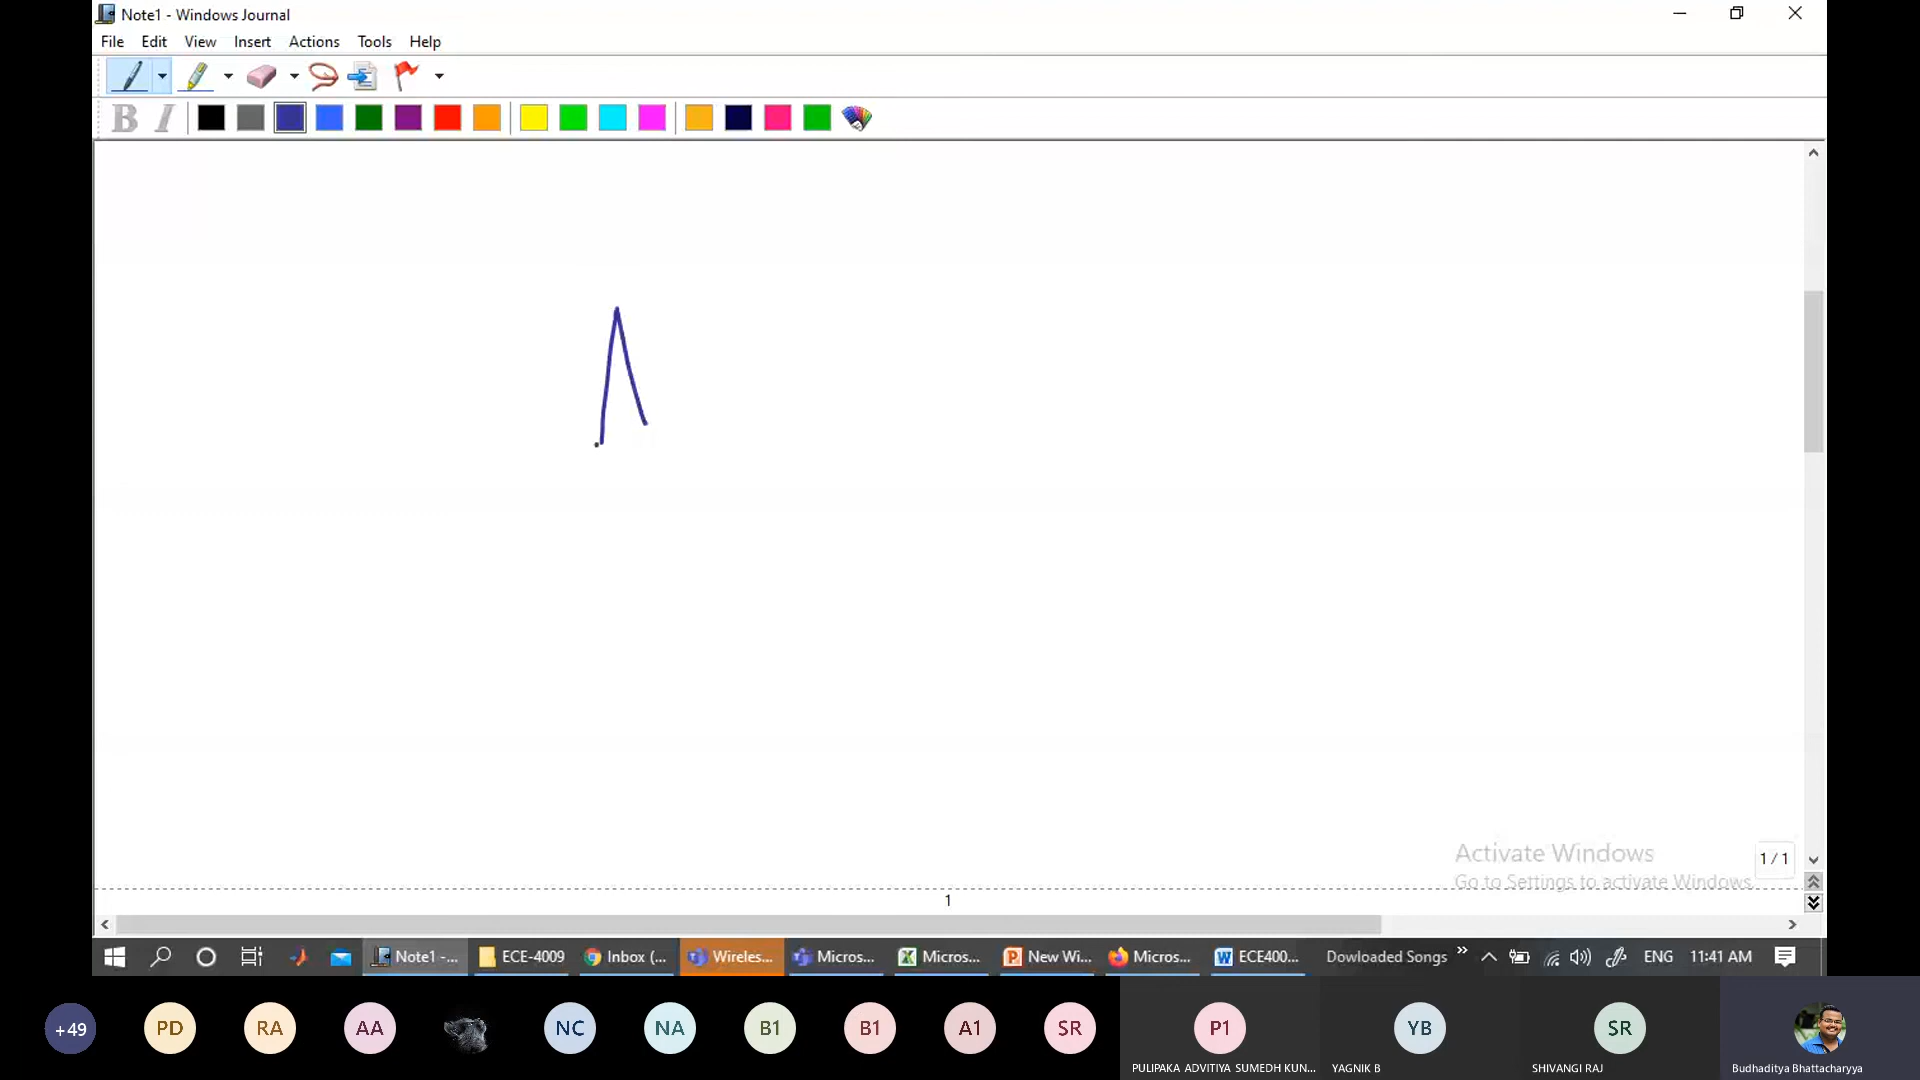 Note1 - Windows Journal
File Edit View Insert Actions Tools Help
B I
Activate Windows
1 / 1
Go to Settings to activate Windows.
1
Note1 -... ECE-4009 Inbox (... Wireles... Micros... Micros... New Wi... Micros... ECE400... Dowloaded Songs » ENG 11:41 AM
+49 PD RA AA NC NA B1 B1 A1 SR P1 YB SR
PULIPAKA ADVITIYA SUMEDH KUN... YAGNIK B SHIVANGI RAJ Budhaditya Bhattacharyya